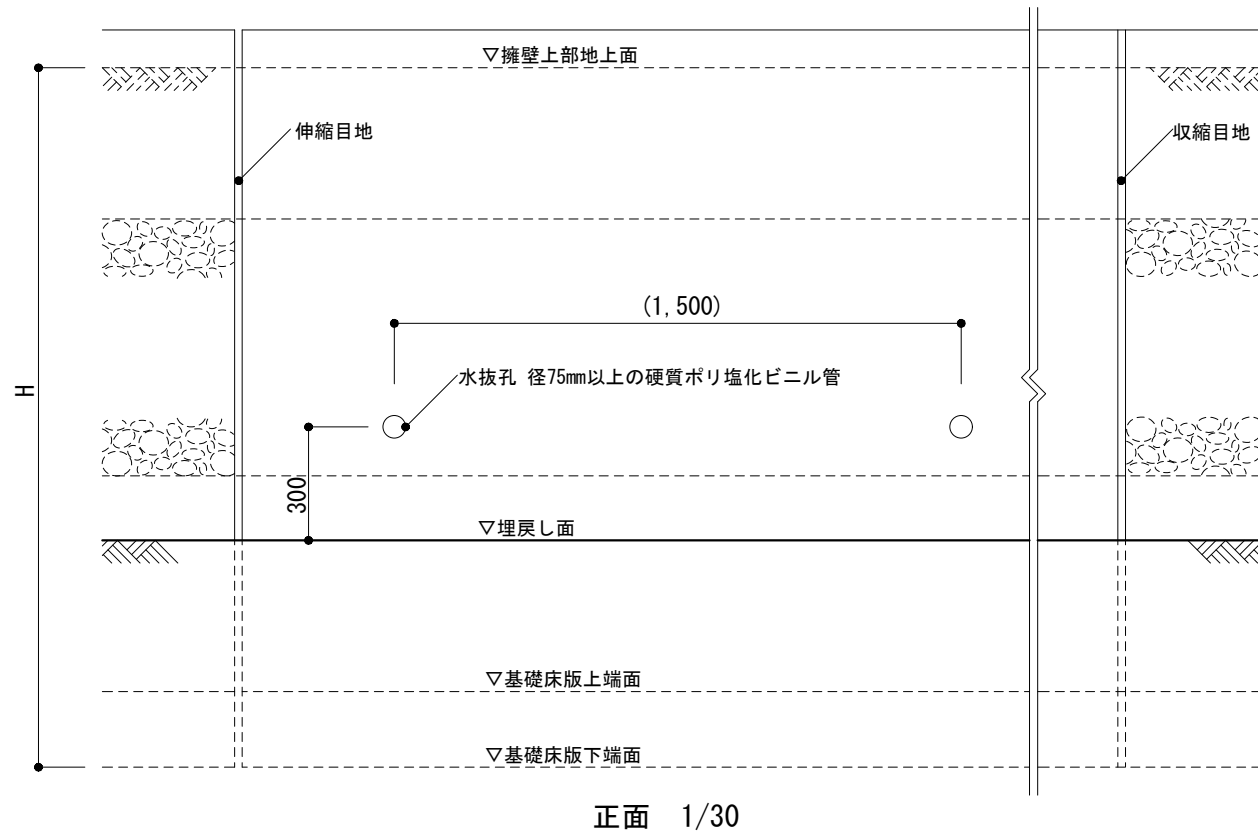 ▽擁壁上部地上面
伸縮目地
収縮目地
(1,500)
H
水抜孔 径75mm以上の硬質ポリ塩化ビニル管
300
▽埋戻し面
▽基礎床版上端面
▽基礎床版下端面
正面 1/30